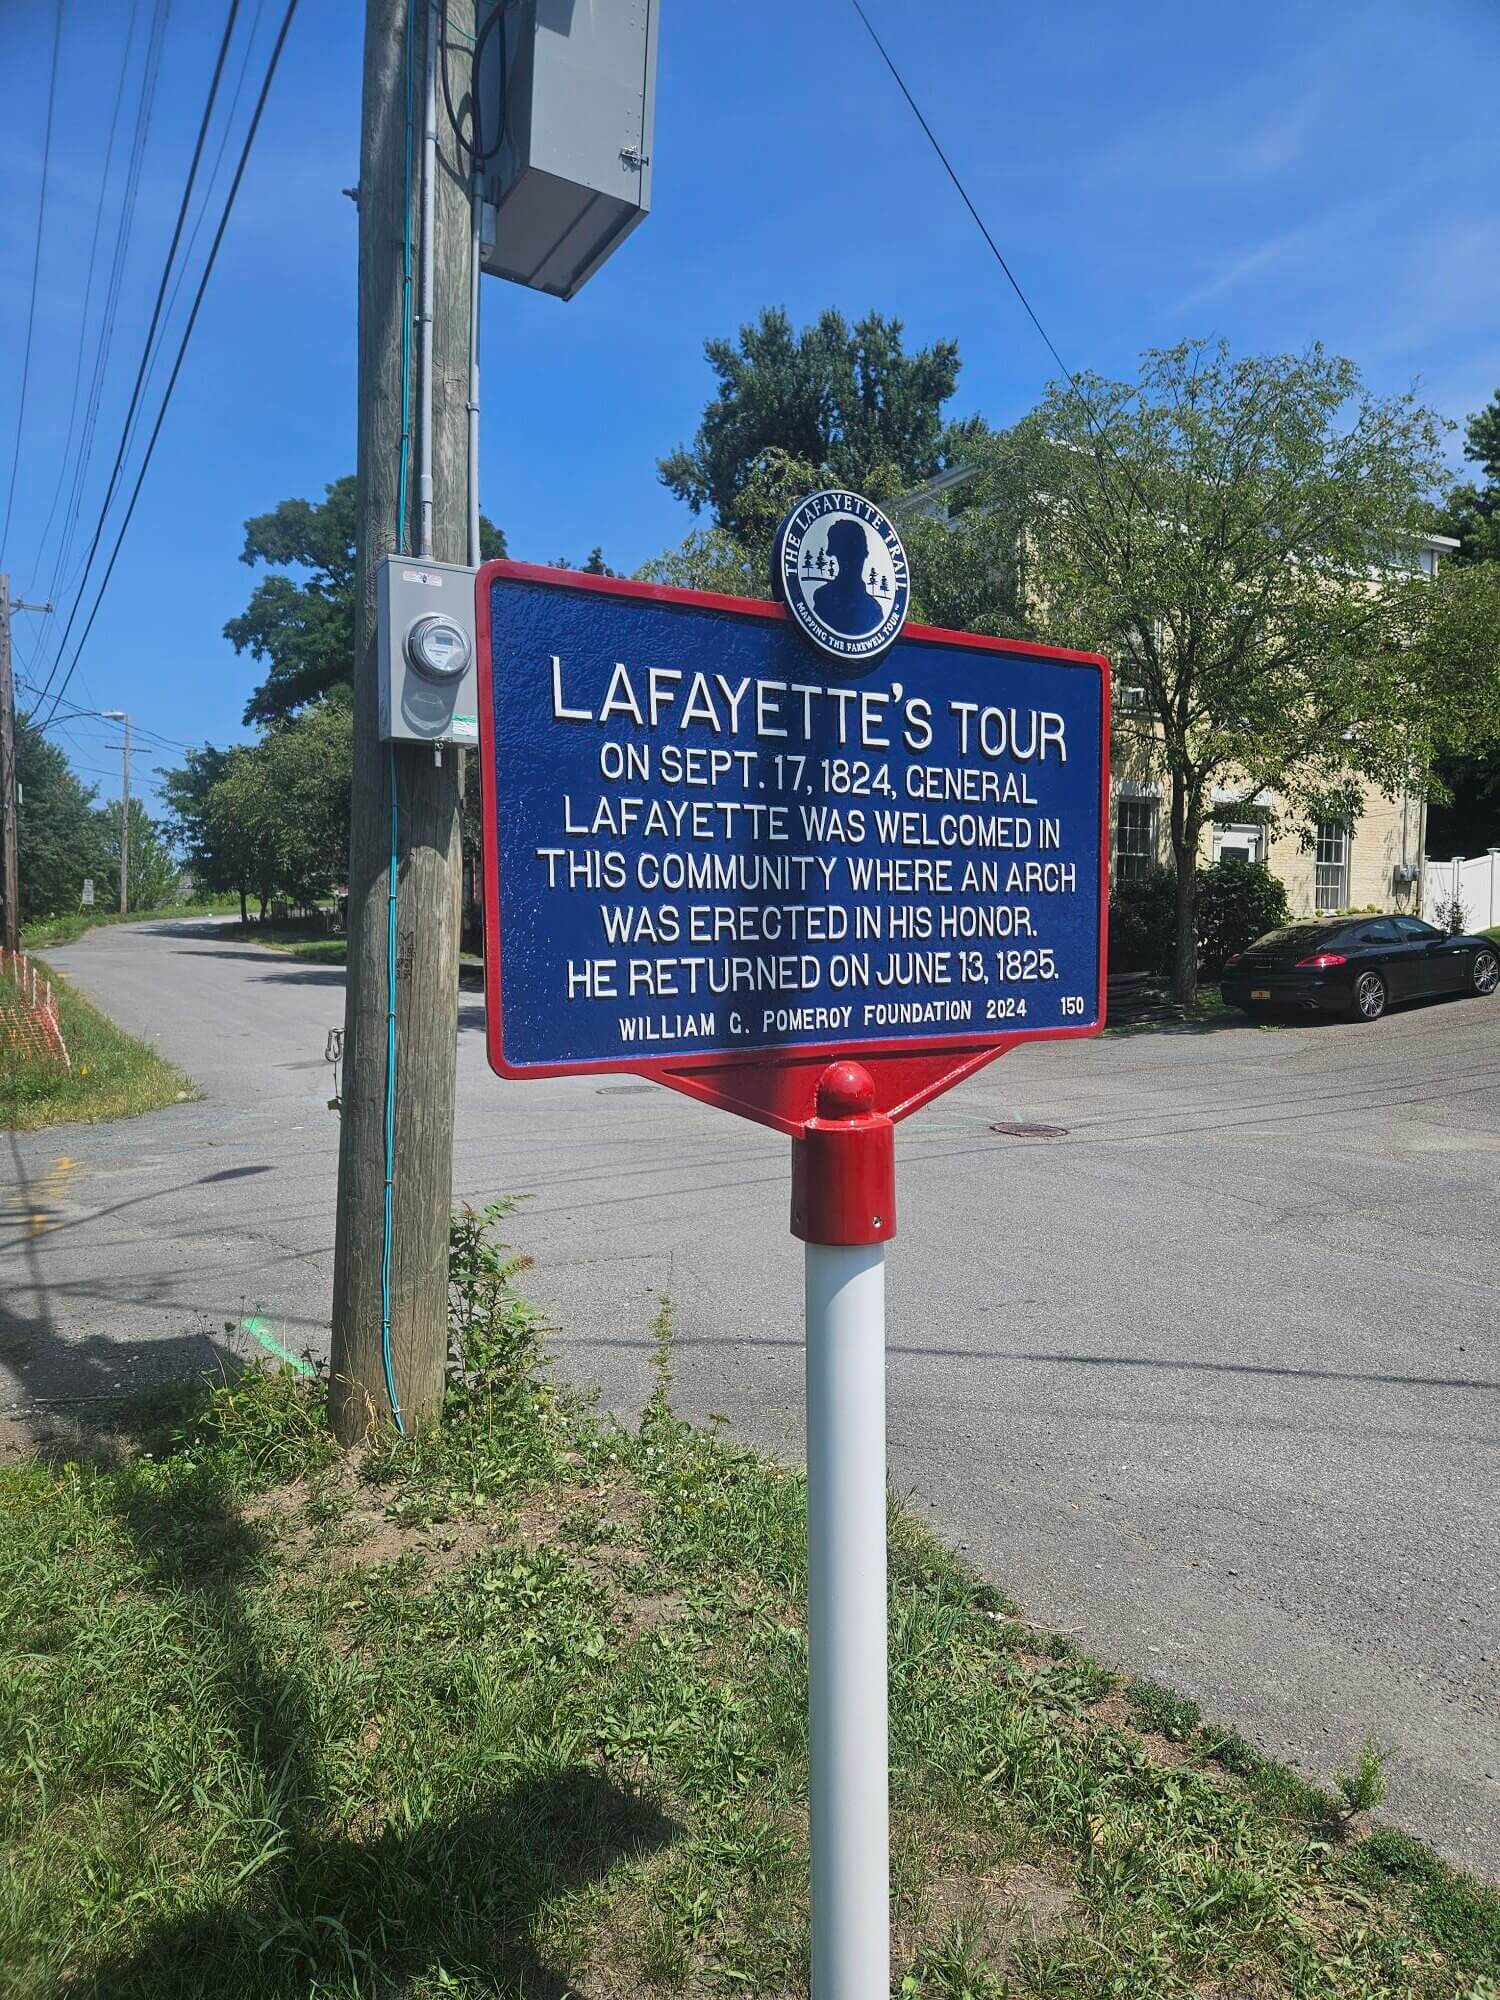 THE LAFAYETTE TRAIL
MAPPING THE FAREWELL TOUR
LAFAYETTE'S TOUR
ON SEPT. 17, 1824, GENERAL
LAFAYETTE WAS WELCOMED IN
THIS COMMUNITY WHERE AN ARCH
WAS ERECTED IN HIS HONOR.
HE RETURNED ON JUNE 13, 1825.
WILLIAM G. POMEROY FOUNDATION 2024 150